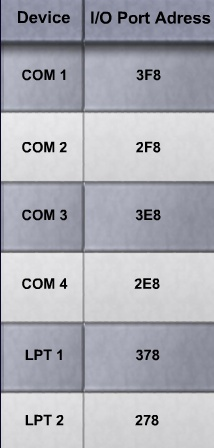 Device I/O Port Adress
COM 1 3F8
COM 2 2F8
COM 3 3E8
COM 4 2E8
LPT 1 378
LPT 2 278